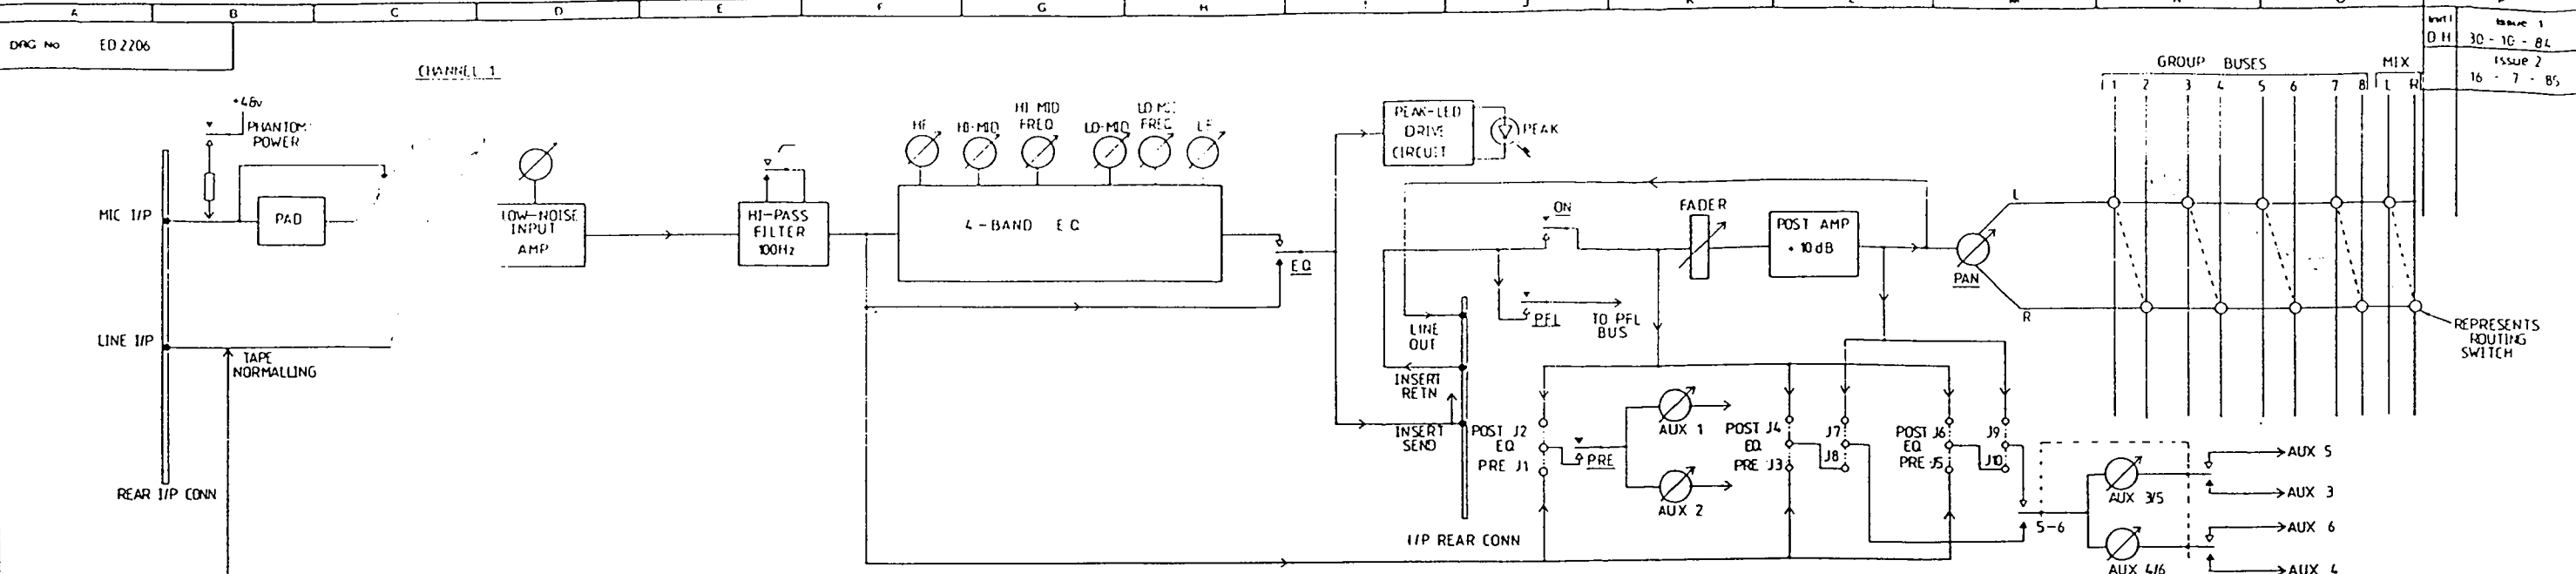 A B C D E F G H J
DRG No ED 2206
Init'l Issue 1
DH 30 - 10 - 84
Issue 2
16 - 7 - 85
CHANNEL 1
GROUP BUSES MIX
1 2 3 4 5 6 7 8 L R
+48v
PHANTOM
POWER
MIC I/P
PAD
LINE I/P
TAPE
NORMALLING
REAR I/P CONN
LOW-NOISE
INPUT
AMP
HI-PASS
FILTER
100Hz
HF
HI-MID
HI MID
FREQ
LO-MID
LO MID
FREQ
LF
4-BAND EQ
EQ
PEAK-LED
DRIVE
CIRCUIT
PEAK
ON
FADER
POST AMP
+10dB
PAN
L
R
PFL
TO PFL
BUS
LINE
OUT
INSERT
RETN
INSERT
SEND
I/P REAR CONN
POST J2
EQ
PRE J1
PRE
AUX 1
AUX 2
POST J4
EQ
PRE J3
J7
J8
POST J6
EQ
PRE J5
J9
J10
5-6
AUX 3/5
AUX 4/6
AUX 5
AUX 3
AUX 6
AUX 4
REPRESENTS
ROUTING
SWITCH